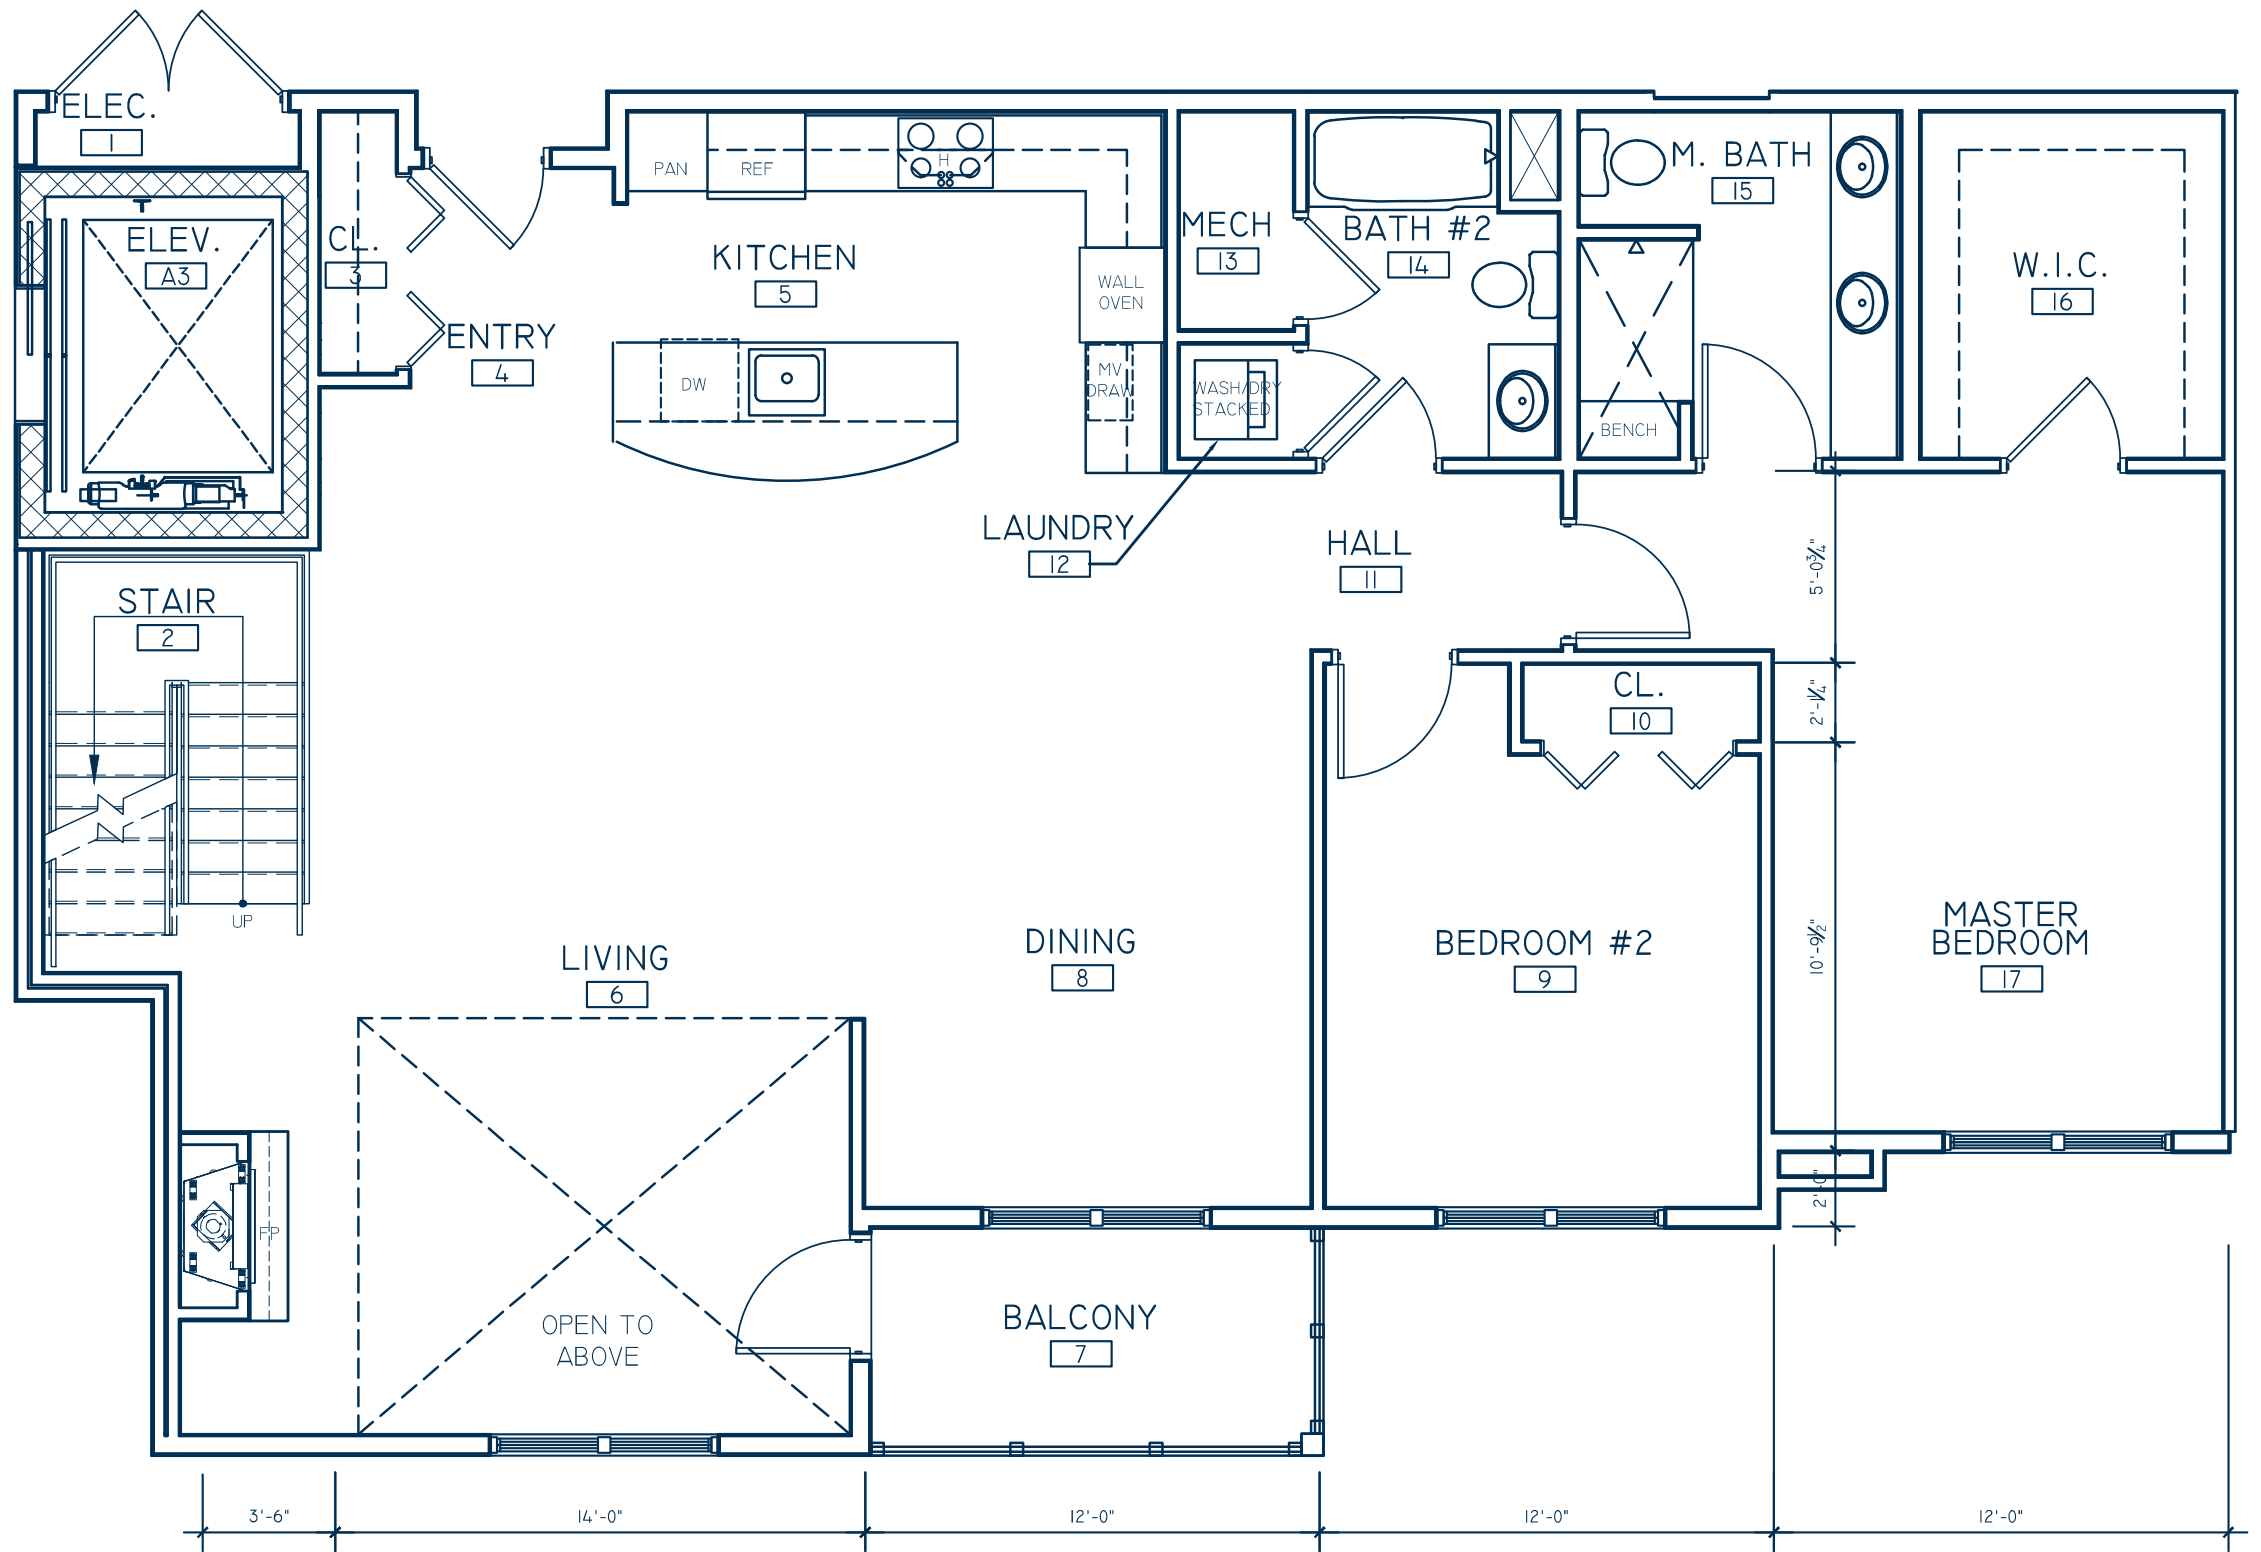 ELEC.
1
ELEV.
A3
CL.
3
ENTRY
4
PAN
REF
H
KITCHEN
5
WALL
OVEN
DW
MV
DRAW
MECH
13
BATH #2
14
WASH/DRY
STACKED
M. BATH
15
BENCH
W.I.C.
16
LAUNDRY
12
HALL
11
5'-0¾"
STAIR
2
UP
CL.
10
2'-1¼"
LIVING
6
DINING
8
BEDROOM #2
9
10'-9½"
MASTER
BEDROOM
17
FP
2'-0"
OPEN TO
ABOVE
BALCONY
7
3'-6"
14'-0"
12'-0"
12'-0"
12'-0"